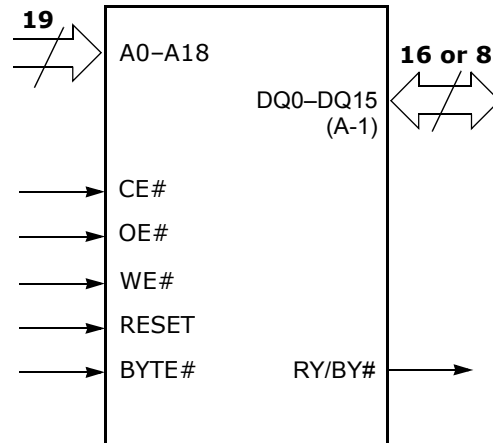 19
A0–A18
16 or 8
DQ0–DQ15
(A-1)
CE#
OE#
WE#
RESET
BYTE#
RY/BY#